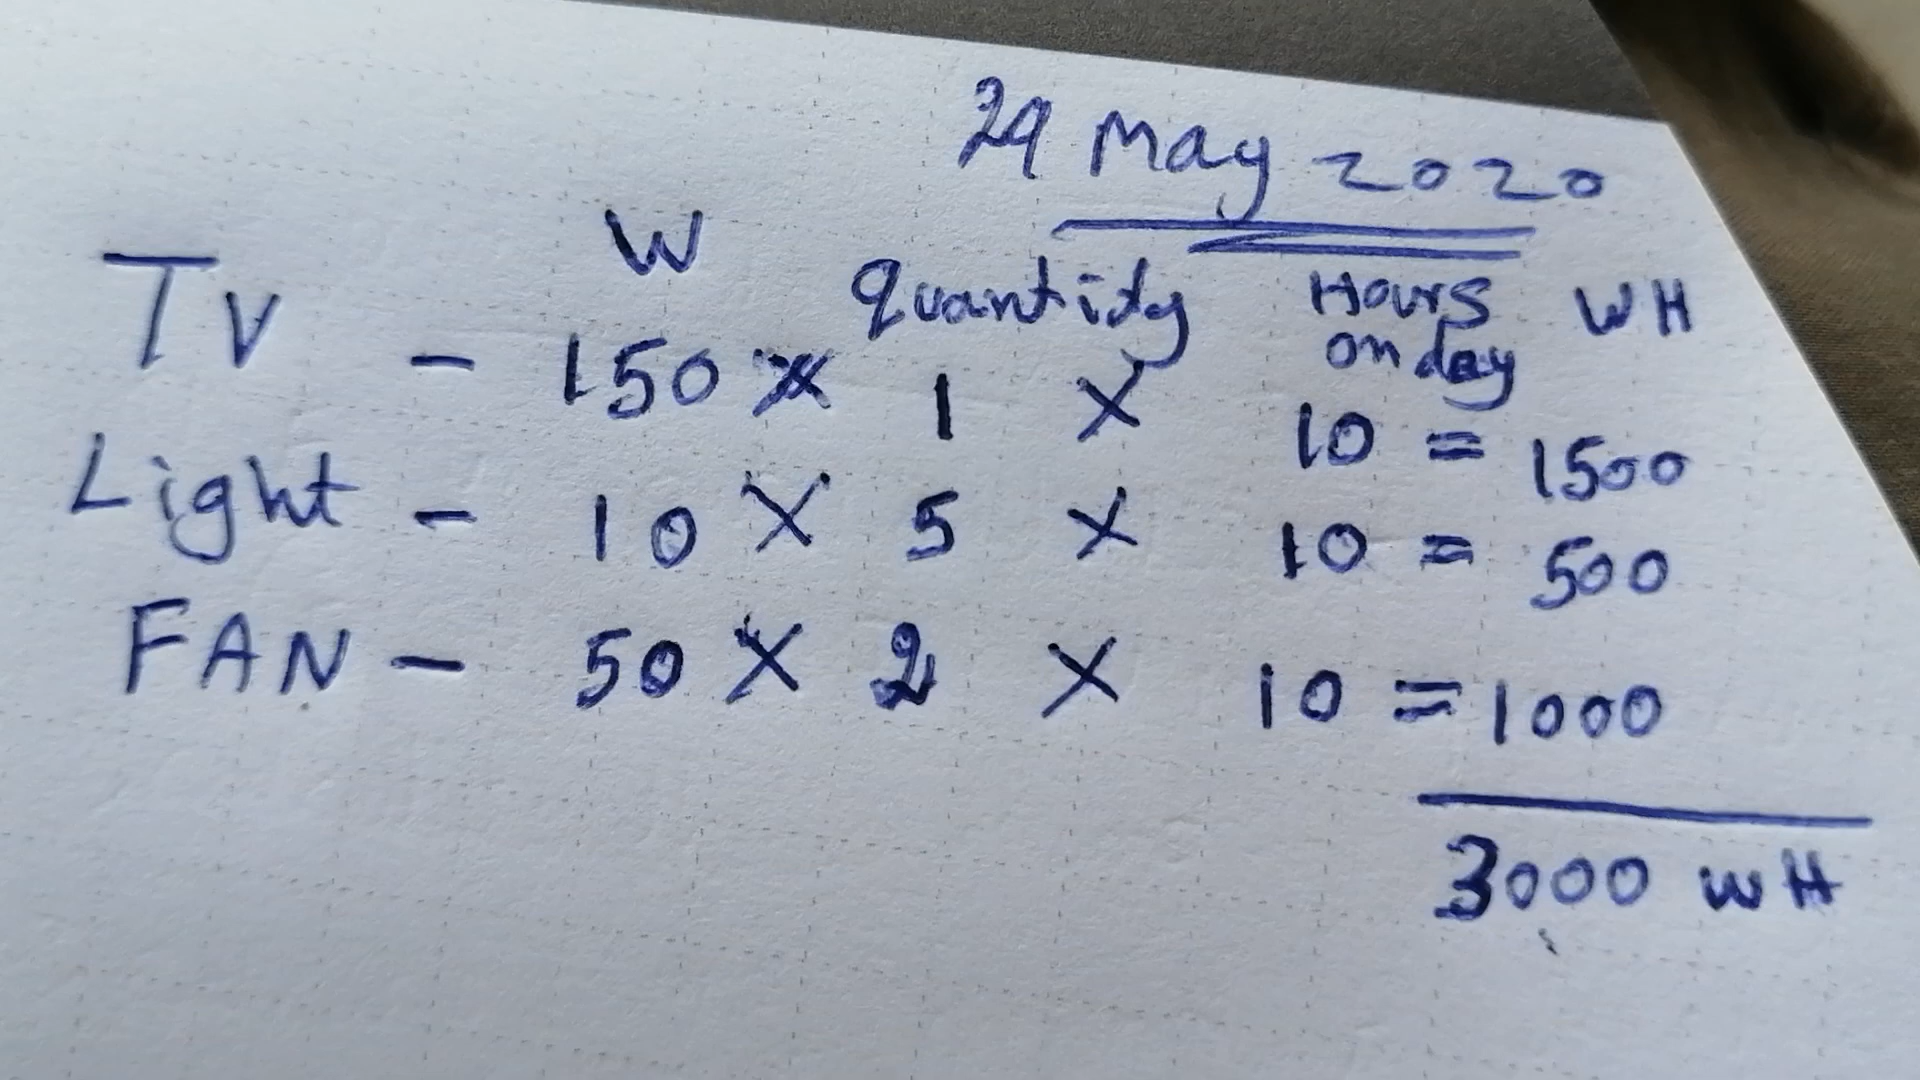 29 May 2020
W quantity Hours on day WH
TV - 150 x 1 x 10 = 1500
Light - 10 x 5 x 10 = 500
FAN - 50 x 2 x 10 = 1000
3000 WH